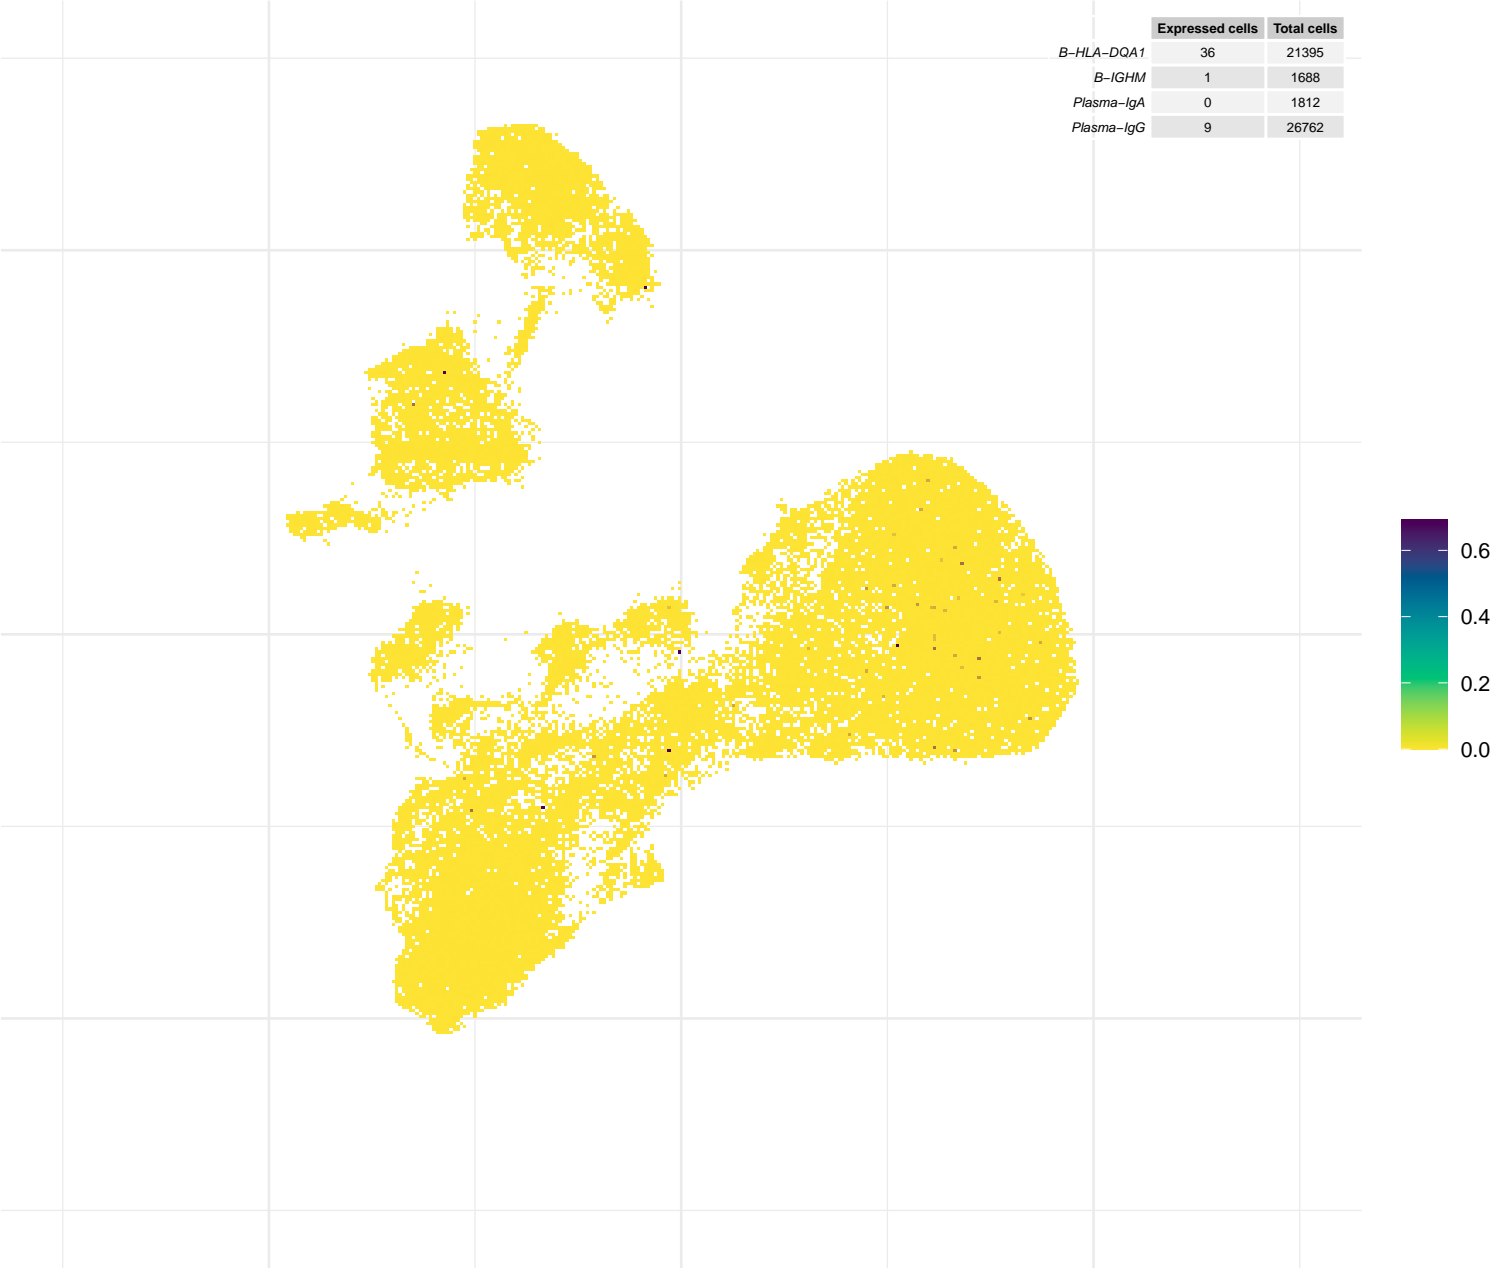 Expressed cells Total cells
B−HLA−DQA1 36 21395
B−IGHM 1 1688
Plasma−IgA 0 1812
Plasma−IgG 9 26762
0.6
0.4
0.2
0.0